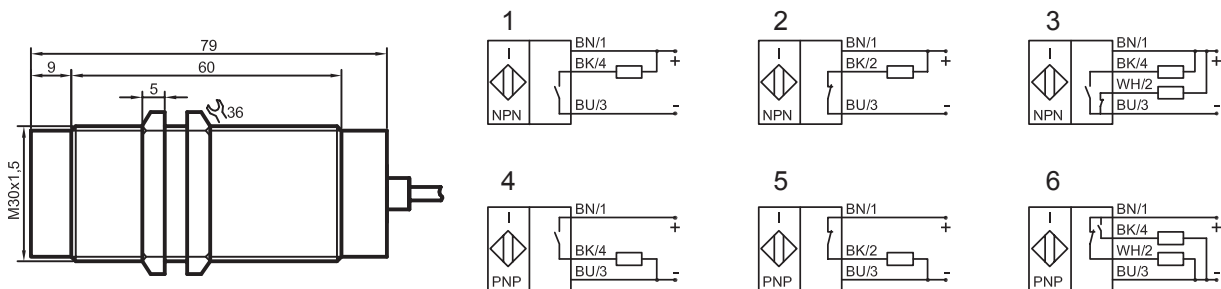 79
9
60
5
36
M30x1,5
1
BN/1
BK/4
+
I
NPN
BU/3
-
2
BN/1
BK/2
+
I
NPN
BU/3
-
3
BN/1
+
BK/4
WH/2
I
NPN
BU/3
-
4
BN/1
+
I
BK/4
PNP
BU/3
-
5
BN/1
+
I
BK/2
PNP
BU/3
-
6
BN/1
+
BK/4
I
WH/2
PNP
BU/3
-